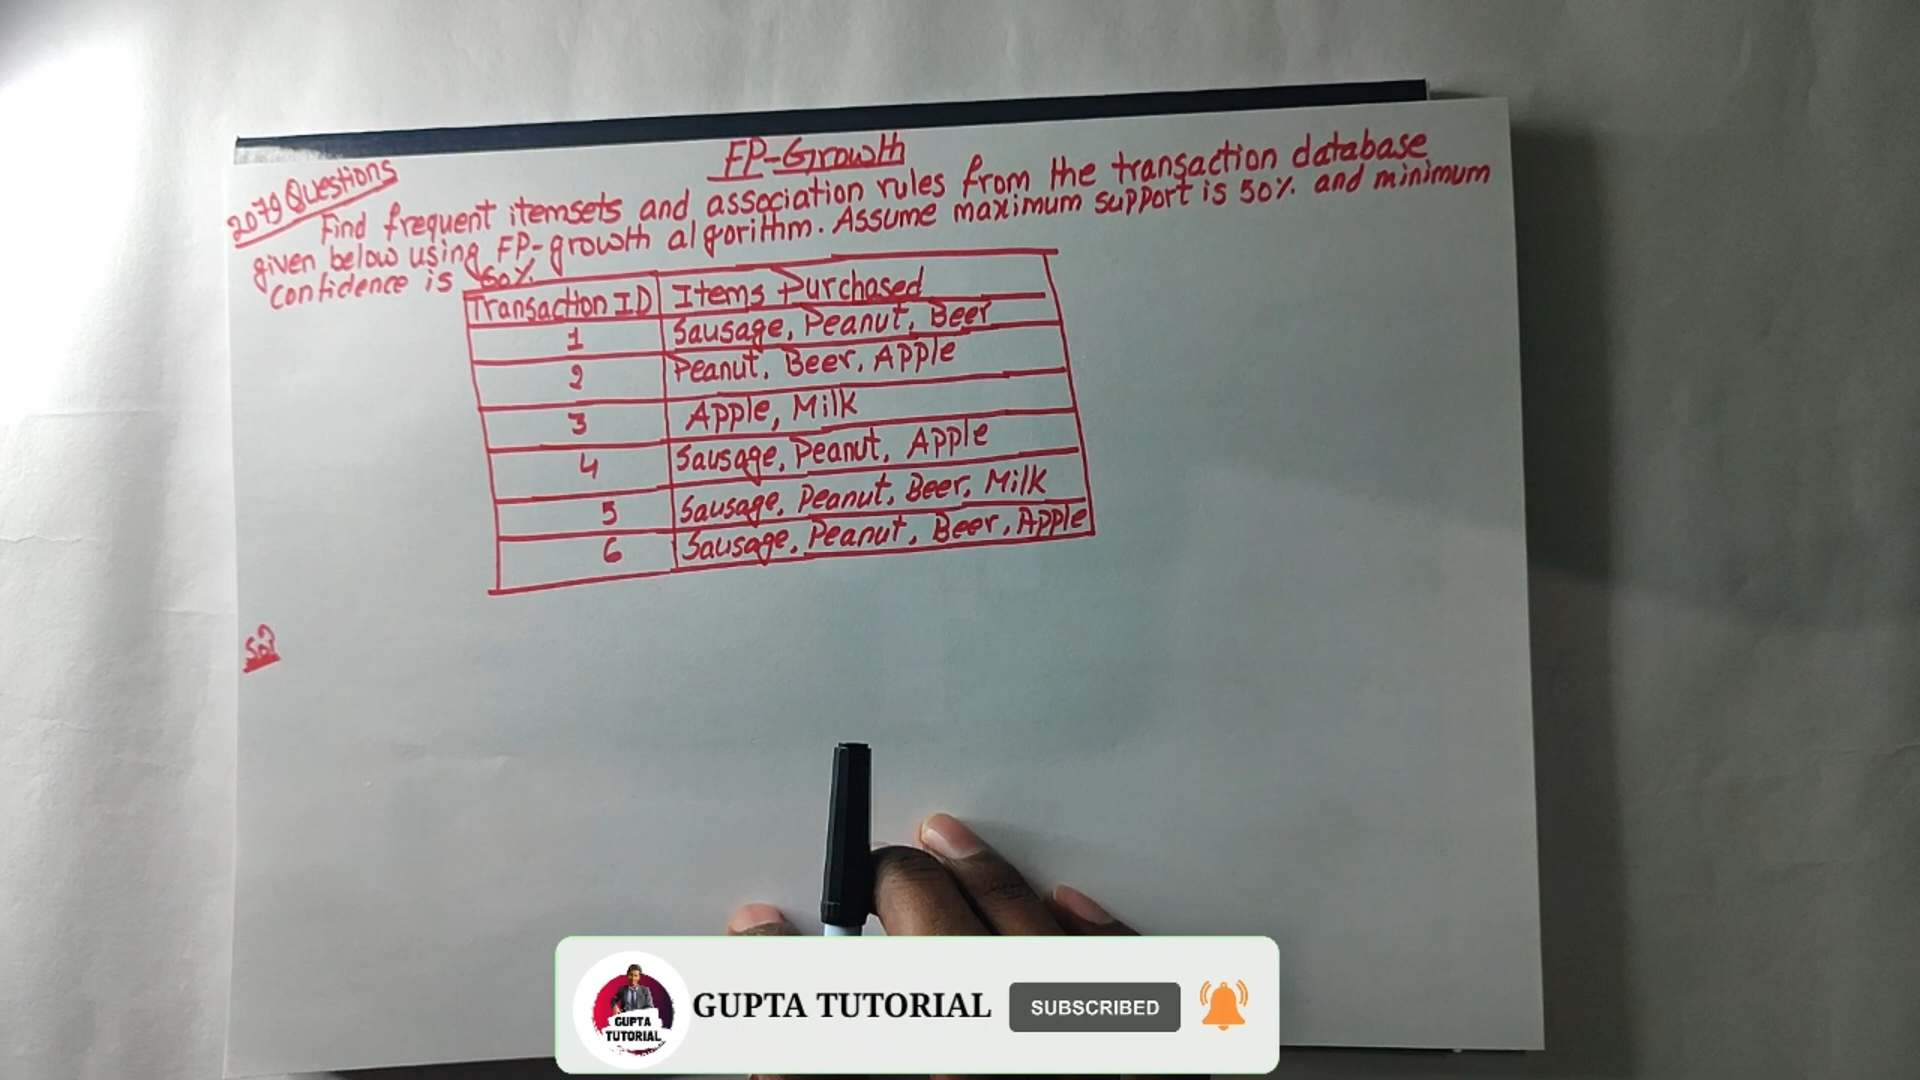 FP-Growth
2079 Questions
Find frequent itemsets and association rules from the transaction database
given below using FP-growth algorithm. Assume maximum support is 50% and minimum
confidence is 60%
Transaction ID Items Purchased
1 Sausage, Peanut, Beer
2 Peanut, Beer, Apple
3 Apple, Milk
4 Sausage, Peanut, Apple
5 Sausage, Peanut, Beer, Milk
6 Sausage, Peanut, Beer, Apple
GUPTA
TUTORIAL
GUPTA TUTORIAL
SUBSCRIBED